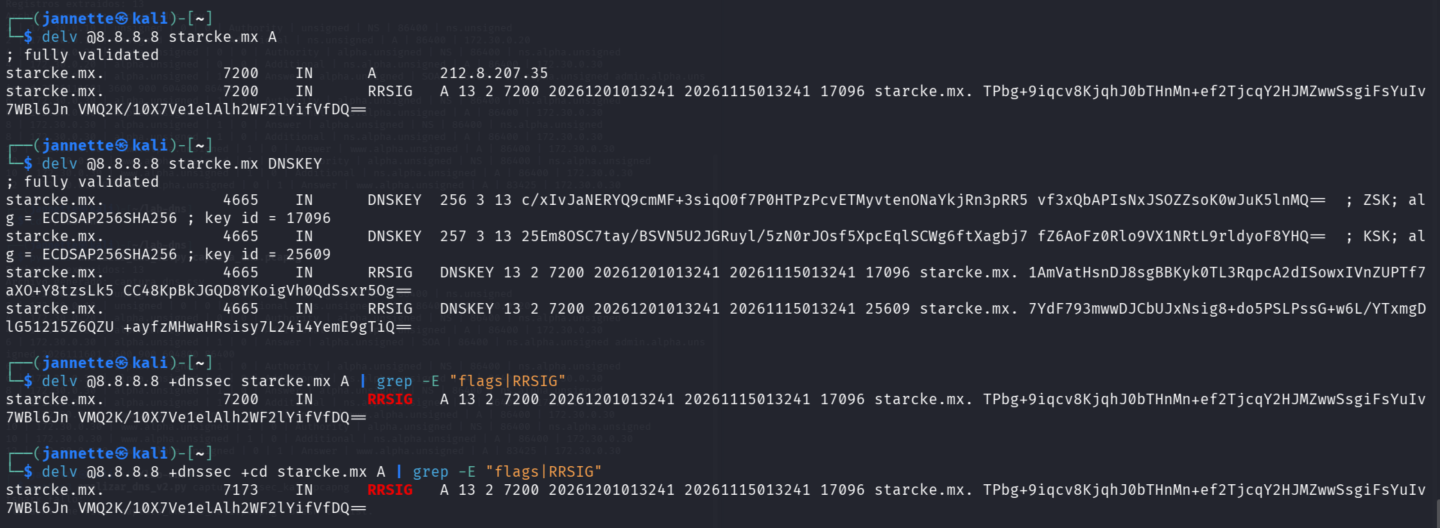 ┌──(jannette㉿kali)-[~]
└─$ delv @8.8.8.8 starcke.mx A
; fully validated
starcke.mx. 7200 IN A 212.8.207.35
starcke.mx. 7200 IN RRSIG A 13 2 7200 20261201013241 20261115013241 17096 starcke.mx. TPbg+9iqcv8KjqhJ0bTHnMn+ef2TjcqY2HJMZwwSsgiFsYuIv
7WBl6Jn VMQ2K/10X7Ve1elAlh2WF2lYifVfDQ==
┌──(jannette㉿kali)-[~]
└─$ delv @8.8.8.8 starcke.mx DNSKEY
; fully validated
starcke.mx. 4665 IN DNSKEY 256 3 13 c/xIvJaNERYQ9cmMF+3siqO0f7P0HTPzPcvETMyvtenONaYkjRn3pRR5 vf3xQbAPIsNxJSOZZsoK0wJuK5lnMQ== ; ZSK; al
g = ECDSAP256SHA256 ; key id = 17096
starcke.mx. 4665 IN DNSKEY 257 3 13 25Em8OSC7tay/BSVN5U2JGRuyl/5zN0rJOsf5XpcEqlSCWg6ftXagbj7 fZ6AoFz0Rlo9VX1NRtL9rldyoF8YHQ== ; KSK; al
g = ECDSAP256SHA256 ; key id = 25609
starcke.mx. 4665 IN RRSIG DNSKEY 13 2 7200 20261201013241 20261115013241 17096 starcke.mx. 1AmVatHsnDJ8sgBBKyk0TL3RqpcA2dISowxIVnZUPTf7
aXO+Y8tzsLk5 CC48KpBkJGQD8YKoigVh0QdSsxr5Og==
starcke.mx. 4665 IN RRSIG DNSKEY 13 2 7200 20261201013241 20261115013241 25609 starcke.mx. 7YdF793mwwDJCbUJxNsig8+do5PSLPssG+w6L/YTxmgD
lG51215Z6QZU +ayfzMHwaHRsisy7L24i4YemE9gTiQ==
┌──(jannette㉿kali)-[~]
└─$ delv @8.8.8.8 +dnssec starcke.mx A | grep -E "flags|RRSIG"
starcke.mx. 7200 IN RRSIG A 13 2 7200 20261201013241 20261115013241 17096 starcke.mx. TPbg+9iqcv8KjqhJ0bTHnMn+ef2TjcqY2HJMZwwSsgiFsYuIv
7WBl6Jn VMQ2K/10X7Ve1elAlh2WF2lYifVfDQ==
┌──(jannette㉿kali)-[~]
└─$ delv @8.8.8.8 +dnssec +cd starcke.mx A | grep -E "flags|RRSIG"
starcke.mx. 7173 IN RRSIG A 13 2 7200 20261201013241 20261115013241 17096 starcke.mx. TPbg+9iqcv8KjqhJ0bTHnMn+ef2TjcqY2HJMZwwSsgiFsYuIv
7WBl6Jn VMQ2K/10X7Ve1elAlh2WF2lYifVfDQ==